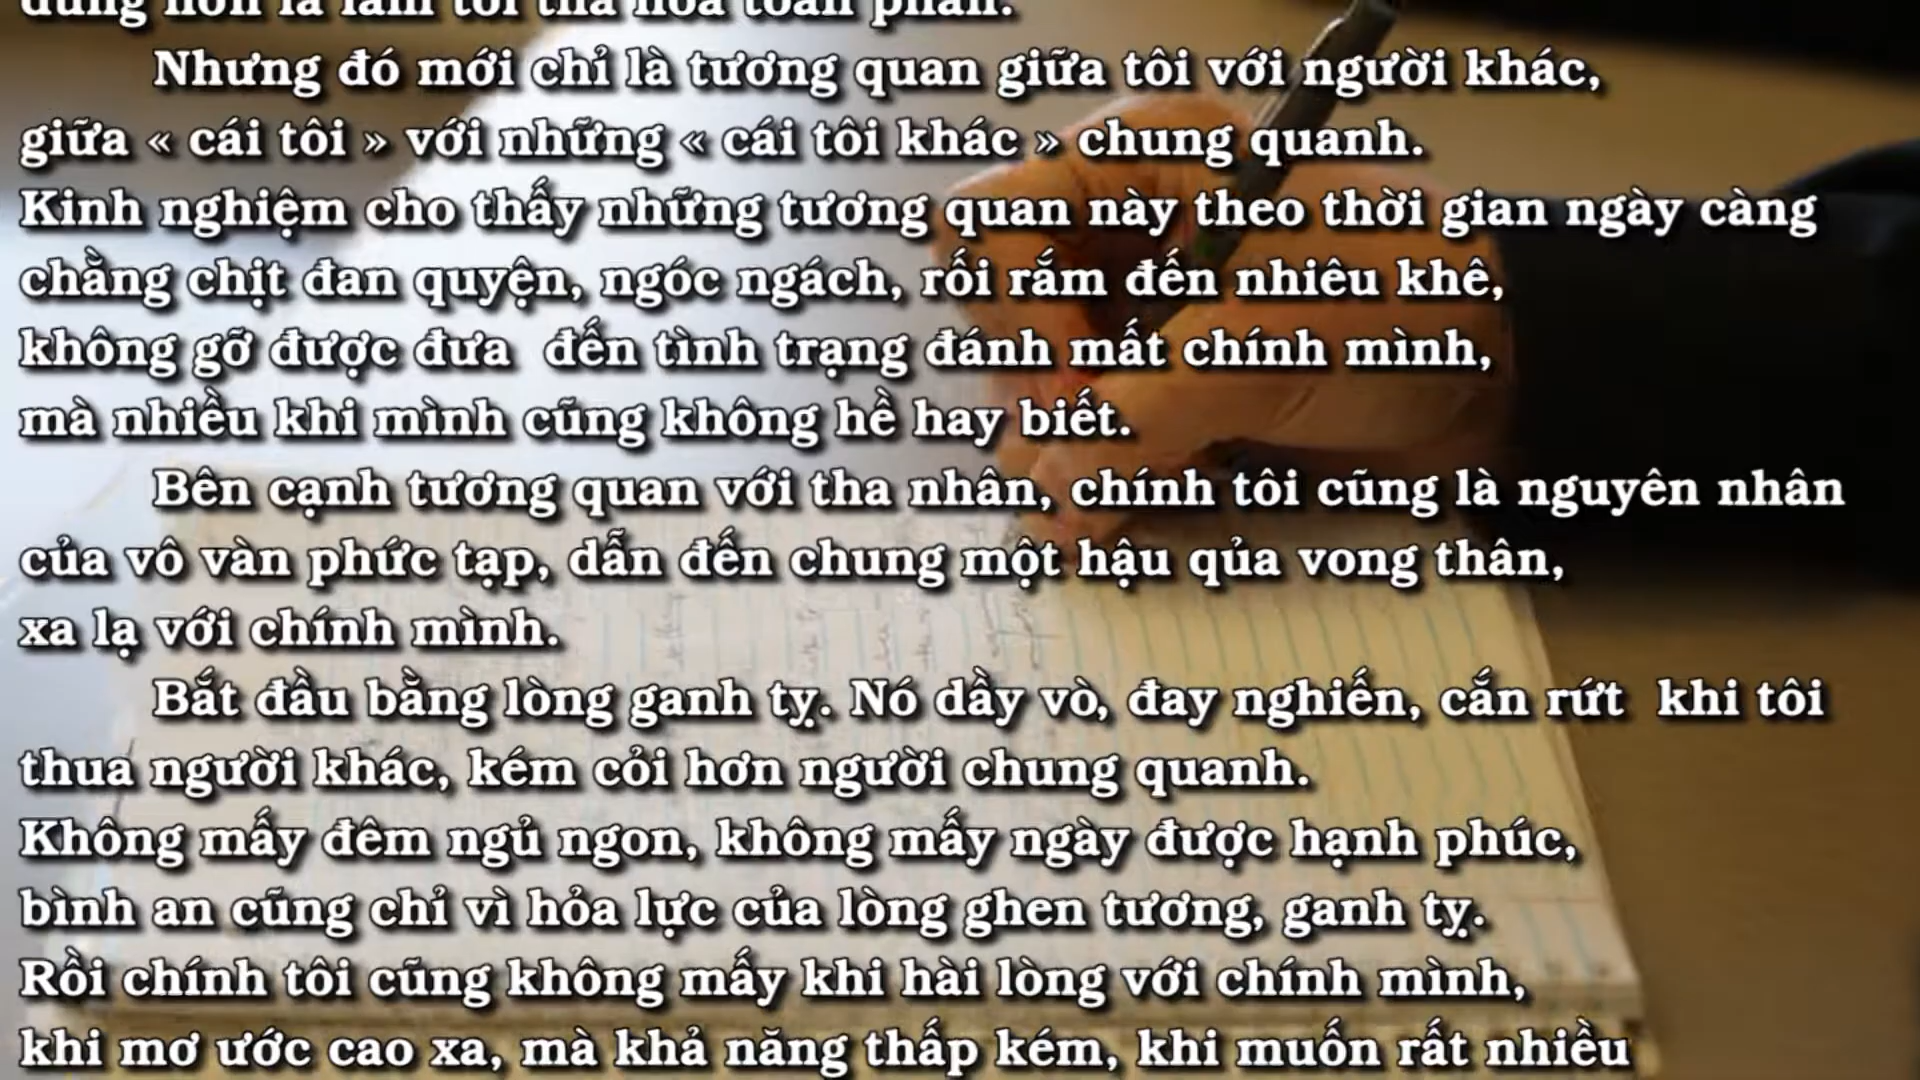 dung hơn là làm tôi tha hóa toàn phần.
Nhưng đó mới chỉ là tương quan giữa tôi với người khác,
giữa « cái tôi » với những « cái tôi khác » chung quanh.
Kinh nghiệm cho thấy những tương quan này theo thời gian ngày càng
chằng chịt đan quyện, ngóc ngách, rối rắm đến nhiêu khê,
không gỡ được đưa  đến tình trạng đánh mất chính mình,
mà nhiều khi mình cũng không hề hay biết.
Bên cạnh tương quan với tha nhân, chính tôi cũng là nguyên nhân
của vô vàn phức tạp, dẫn đến chung một hậu qủa vong thân,
xa lạ với chính mình.
Bắt đầu bằng lòng ganh tỵ. Nó dầy vò, đay nghiến, cắn rứt  khi tôi
thua người khác, kém cỏi hơn người chung quanh.
Không mấy đêm ngủ ngon, không mấy ngày được hạnh phúc,
bình an cũng chỉ vì hỏa lực của lòng ghen tương, ganh tỵ.
Rồi chính tôi cũng không mấy khi hài lòng với chính mình,
khi mơ ước cao xa, mà khả năng thấp kém, khi muốn rất nhiều